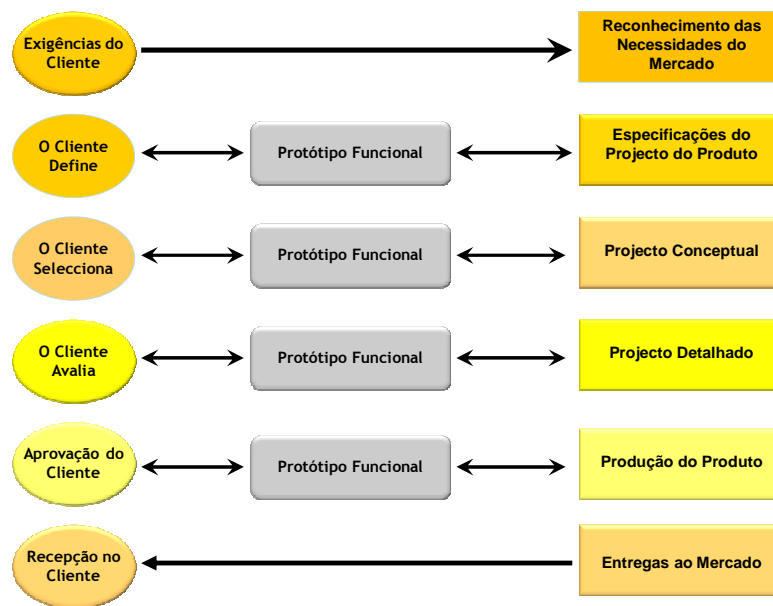 Exigências do
Cliente
Reconhecimento das
Necessidades do
Mercado
O Cliente
Define
Protótipo Funcional
Especificações do
Projecto do Produto
O Cliente
Selecciona
Protótipo Funcional
Projecto Conceptual
O Cliente
Avalia
Protótipo Funcional
Projecto Detalhado
Aprovação do
Cliente
Protótipo Funcional
Produção do Produto
Recepção no
Cliente
Entregas ao Mercado